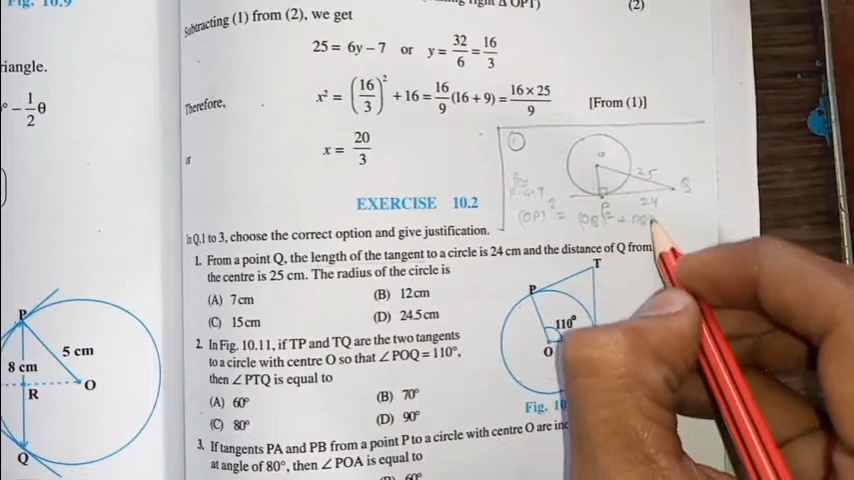 Fig. 10.9
riangle.
° – 1/2 θ
P
5 cm
8 cm
O
R
Q
(2)
Subtracting (1) from (2), we get
25 = 6y – 7 or y = 32/6 = 16/3
Therefore, x² = (16/3)² + 16 = 16/9 (16 + 9) = 16 × 25/9 [From (1)]
or x = 20/3
1
O
25
Q
P
24
By
P.G.T
(OP)² = (OQ)² – (PQ)
EXERCISE 10.2
In Q.1 to 3, choose the correct option and give justification.
1. From a point Q, the length of the tangent to a circle is 24 cm and the distance of Q from
the centre is 25 cm. The radius of the circle is
(A) 7 cm (B) 12 cm
(C) 15 cm (D) 24.5 cm
2. In Fig. 10.11, if TP and TQ are the two tangents
to a circle with centre O so that ∠ POQ = 110°,
then ∠ PTQ is equal to
(A) 60° (B) 70°
(C) 80° (D) 90°
P
T
110°
O
Fig. 10
3. If tangents PA and PB from a point P to a circle with centre O are inc
at angle of 80°, then ∠ POA is equal to
60°